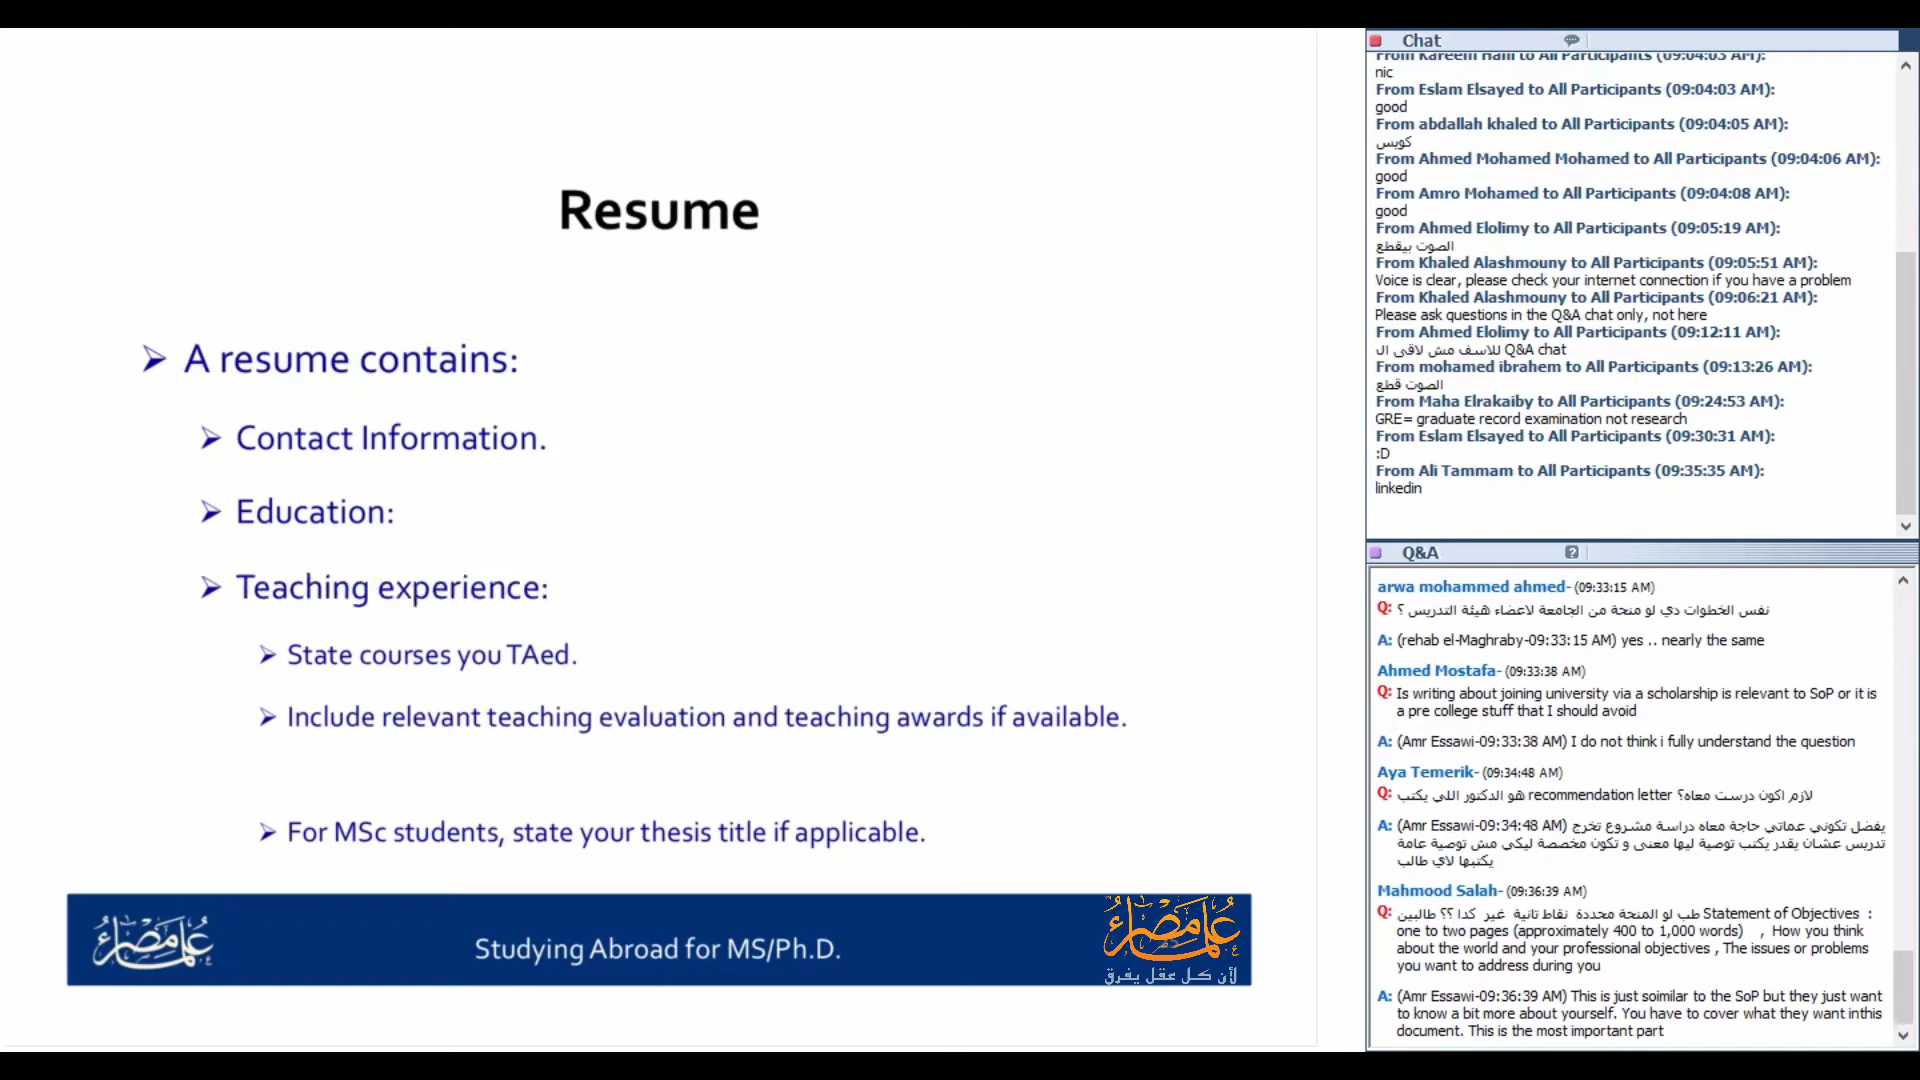 Resume
A resume contains:
Contact Information.
Education:
Teaching experience:
State courses you TAed.
Include relevant teaching evaluation and teaching awards if available.
For MSc students, state your thesis title if applicable.
علماء مصر
Studying Abroad for MS/Ph.D.
علماء مصر
لأن كل عقل يفرق
Chat
From Kareem Hani to All Participants (09:04:03 AM):
nic
From Eslam Elsayed to All Participants (09:04:03 AM):
good
From abdallah khaled to All Participants (09:04:05 AM):
كويس
From Ahmed Mohamed Mohamed to All Participants (09:04:06 AM):
good
From Amro Mohamed to All Participants (09:04:08 AM):
good
From Ahmed Elolimy to All Participants (09:05:19 AM):
الصوت بيقطع
From Khaled Alashmouny to All Participants (09:05:51 AM):
Voice is clear, please check your internet connection if you have a problem
From Khaled Alashmouny to All Participants (09:06:21 AM):
Please ask questions in the Q&A chat only, not here
From Ahmed Elolimy to All Participants (09:12:11 AM):
للاسف مش لاقى ال Q&A chat
From mohamed ibrahem to All Participants (09:13:26 AM):
الصوت قطع
From Maha Elrakaiby to All Participants (09:24:53 AM):
GRE= graduate record examination not research
From Eslam Elsayed to All Participants (09:30:31 AM):
:D
From Ali Tammam to All Participants (09:35:35 AM):
linkedin
Q&A
arwa mohammed ahmed- (09:33:15 AM)
Q: نفس الخطوات دي لو منحة من الجامعة لاعضاء هيئة التدريس ؟
A: (rehab el-Maghraby-09:33:15 AM) yes .. nearly the same
Ahmed Mostafa- (09:33:38 AM)
Q: Is writing about joining university via a scholarship is relevant to SoP or it is
a pre college stuff that I should avoid
A: (Amr Essawi-09:33:38 AM) I do not think i fully understand the question
Aya Temerik- (09:34:48 AM)
Q: هو الدكتور اللي يكتب recommendation letter لازم اكون درست معاه؟
A: (Amr Essawi-09:34:48 AM) يفضل تكوني عماتي حاجة معاه دراسة مشروع تخرج
تدريس عشان يقدر يكتب توصية ليها معنى و تكون مخصصة ليكي مش توصية عامة
يكتبها لاي طالب
Mahmood Salah- (09:36:39 AM)
Q: طب لو المنحة محددة نقاط تانية غير كدا ؟؟ طالبين Statement of Objectives :
one to two pages (approximately 400 to 1,000 words) , How you think
about the world and your professional objectives , The issues or problems
you want to address during you
A: (Amr Essawi-09:36:39 AM) This is just soimilar to the SoP but they just want
to know a bit more about yourself. You have to cover what they want inthis
document. This is the most important part